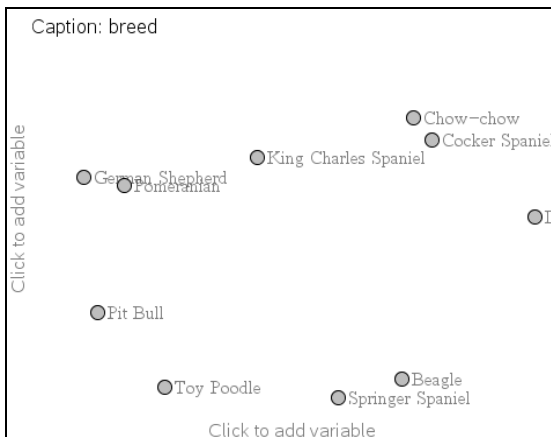 Caption: breed
Chow-chow
Cocker Spaniel
King Charles Spaniel
German Shepherd
Pomeranian
Click to add variable
Pit Bull
Beagle
Toy Poodle
Springer Spaniel
Click to add variable